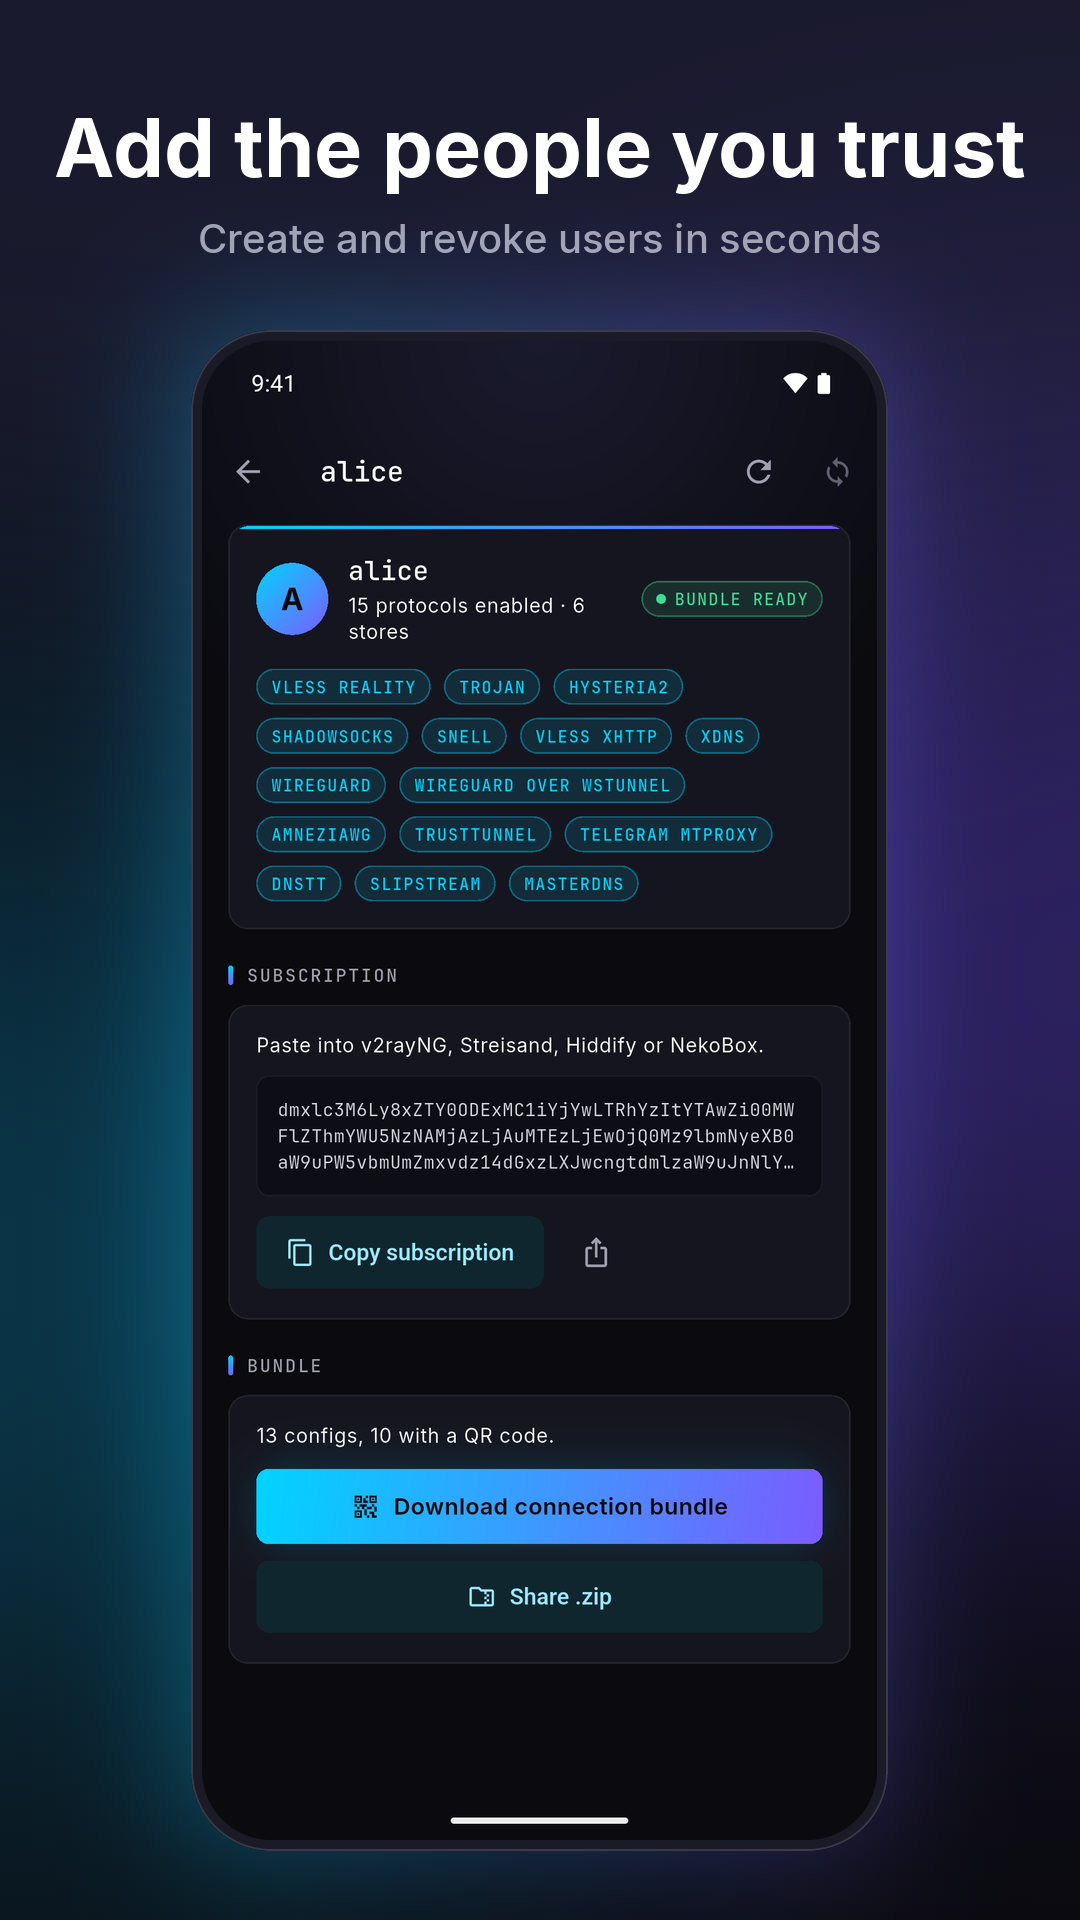 Add the people you trust
Create and revoke users in seconds
9:41
alice
alice
15 protocols enabled · 6
stores
BUNDLE READY
A
VLESS REALITY
TROJAN
HYSTERIA2
SHADOWSOCKS
SNELL
VLESS XHTTP
XDNS
WIREGUARD
WIREGUARD OVER WSTUNNEL
AMNEZIAWG
TRUSTTUNNEL
TELEGRAM MTPROXY
DNSTT
SLIPSTREAM
MASTERDNS
SUBSCRIPTION
Paste into v2rayNG, Streisand, Hiddify or NekoBox.
dmxlc3M6Ly8xZTY0ODExMC1iYjYwLTRhYzItYTAwZi00MW
FlZThmYWU5NzNAMjAzLjAuMTEzLjEwOjQ0Mz9lbmNyeXB0
aW9uPW5vbmUmZmxvdz14dGxzLXJwcngtdmlzaW9uJnNlY…
Copy subscription
BUNDLE
13 configs, 10 with a QR code.
Download connection bundle
Share .zip